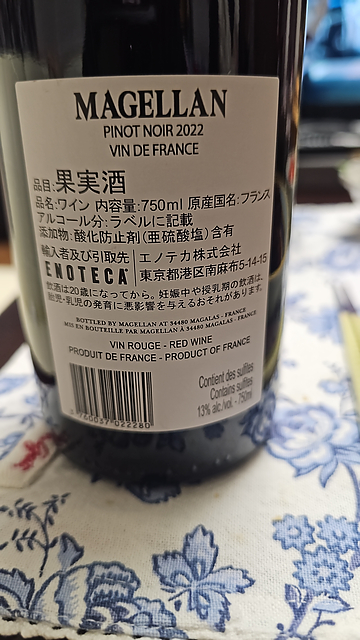 MAGELLAN
PINOT NOIR 2022
VIN DE FRANCE
品目:果実酒
品名:ワイン 内容量:750ml 原産国名:フランス
アルコール分:ラベルに記載
添加物:酸化防止剤(亜硫酸塩)含有
輸入者及び引取先 エノテカ株式会社
ENOTECA 東京都港区南麻布5-14-15
飲酒は20歳になってから。妊娠中や授乳期の飲酒は、
胎児・乳児の発育に悪影響を与えるおそれがあります。
BOTTLED BY MAGELLAN AT 34480 MAGALAS - FRANCE
MIS EN BOUTEILLE PAR MAGELLAN À 34480 MAGALAS - FRANCE
VIN ROUGE - RED WINE
PRODUIT DE FRANCE - PRODUCT OF FRANCE
Contient des sulfites
Contains sulfites
13% alc./vol. - 750ml
3 760037 022280